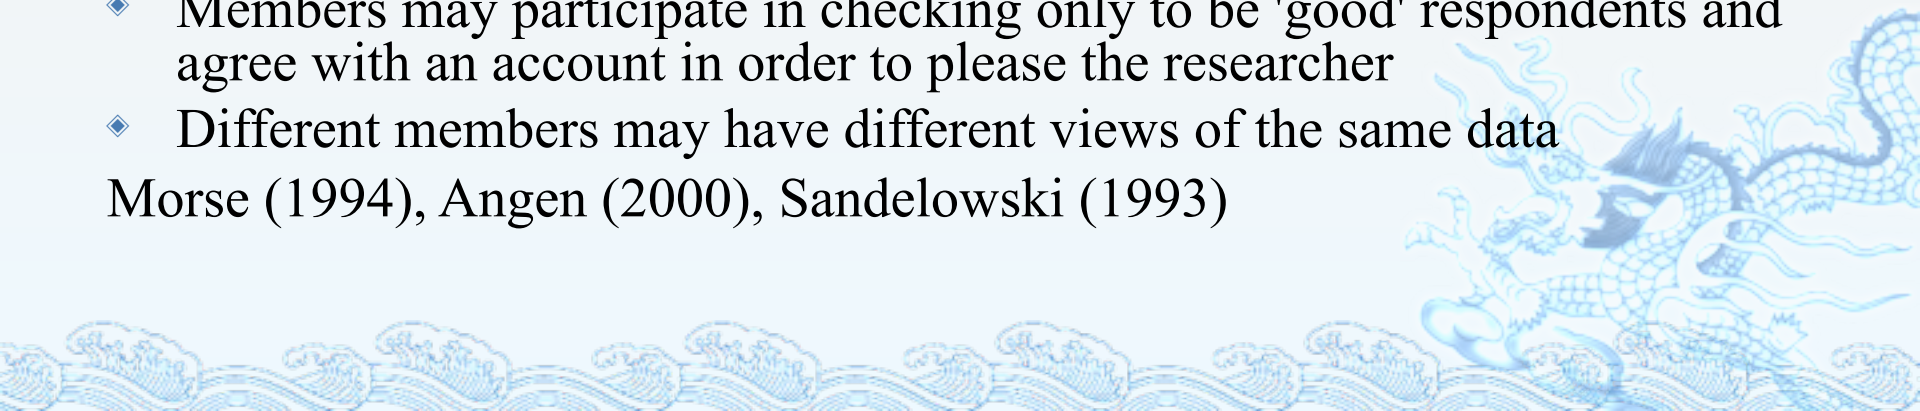 Members may participate in checking only to be 'good' respondents and
agree with an account in order to please the researcher
Different members may have different views of the same data
Morse (1994), Angen (2000), Sandelowski (1993)